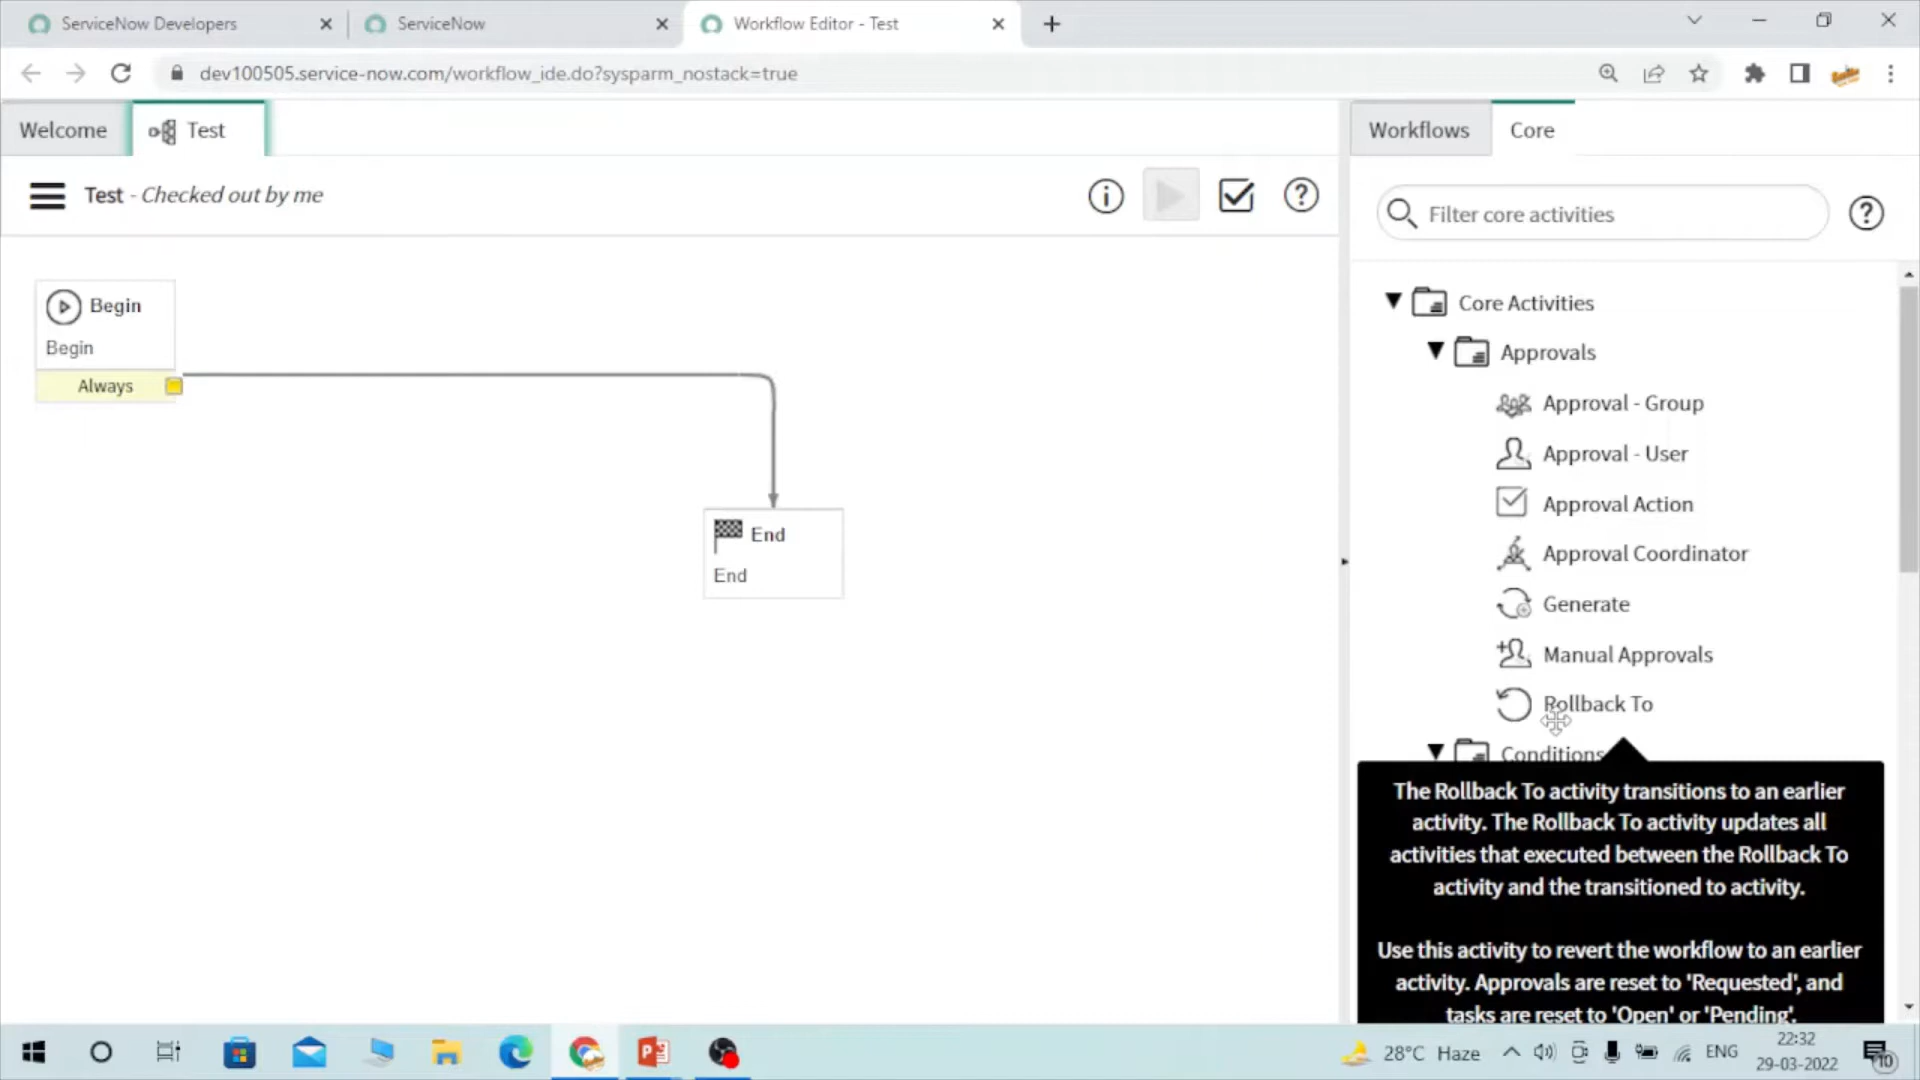 ServiceNow Developers
ServiceNow
Workflow Editor - Test
dev100505.service-now.com/workflow_ide.do?sysparm_nostack=true
Welcome
Test
Workflows
Core
Test - Checked out by me
Filter core activities
Begin
Begin
Always
End
End
Core Activities
Approvals
Approval - Group
Approval - User
Approval Action
Approval Coordinator
Generate
Manual Approvals
Rollback To
Conditions
The Rollback To activity transitions to an earlier
activity. The Rollback To activity updates all
activities that executed between the Rollback To
activity and the transitioned to activity.
Use this activity to revert the workflow to an earlier
activity. Approvals are reset to 'Requested', and
tasks are reset to 'Open' or 'Pending'.
28°C Haze
ENG
22:32
29-03-2022
10